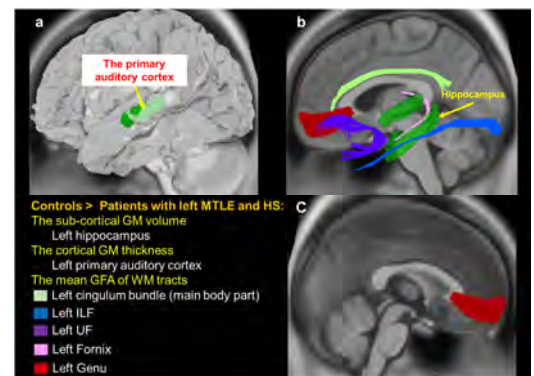 a
The primary
auditory cortex
b
Hippocampus
Controls > Patients with left MTLE and HS:
The sub-cortical GM volume
Left hippocampus
The cortical GM thickness
Left primary auditory cortex
The mean GFA of WM tracts
Left cingulum bundle (main body part)
Left ILF
Left UF
Left Fornix
Left Genu
C